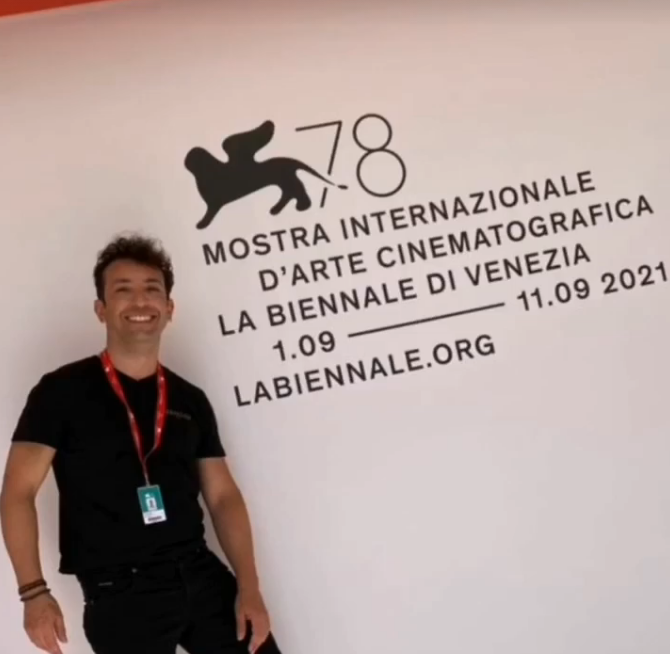 78
MOSTRA INTERNAZIONALE
D'ARTE CINEMATOGRAFICA
LA BIENNALE DI VENEZIA
1.09 —— 11.09 2021
LABIENNALE.ORG